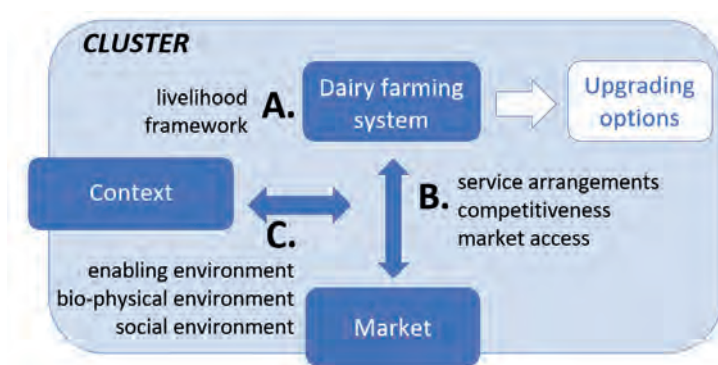 CLUSTER
livelihood
framework
A.
Dairy farming
system
Upgrading
options
Context
B.
service arrangements
competitiveness
market access
C.
enabling environment
bio-physical environment
social environment
Market